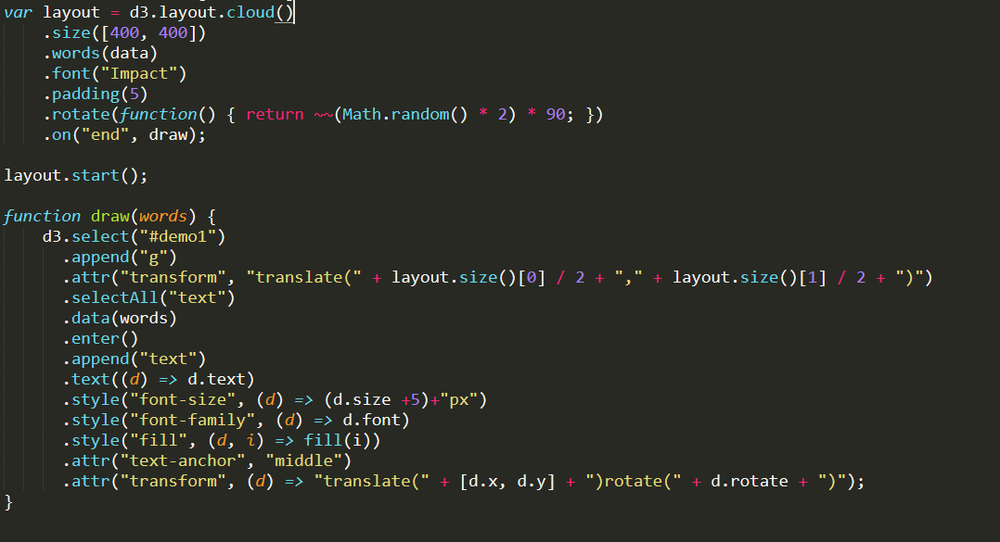 var layout = d3.layout.cloud()
.size([400, 400])
.words(data)
.font("Impact")
.padding(5)
.rotate(function() { return ~~(Math.random() * 2) * 90; })
.on("end", draw);
layout.start();
function draw(words) {
d3.select("#demo1")
.append("g")
.attr("transform", "translate(" + layout.size()[0] / 2 + "," + layout.size()[1] / 2 + ")")
.selectAll("text")
.data(words)
.enter()
.append("text")
.text((d) => d.text)
.style("font-size", (d) => (d.size +5)+"px")
.style("font-family", (d) => d.font)
.style("fill", (d, i) => fill(i))
.attr("text-anchor", "middle")
.attr("transform", (d) => "translate(" + [d.x, d.y] + ")rotate(" + d.rotate + ")");
}